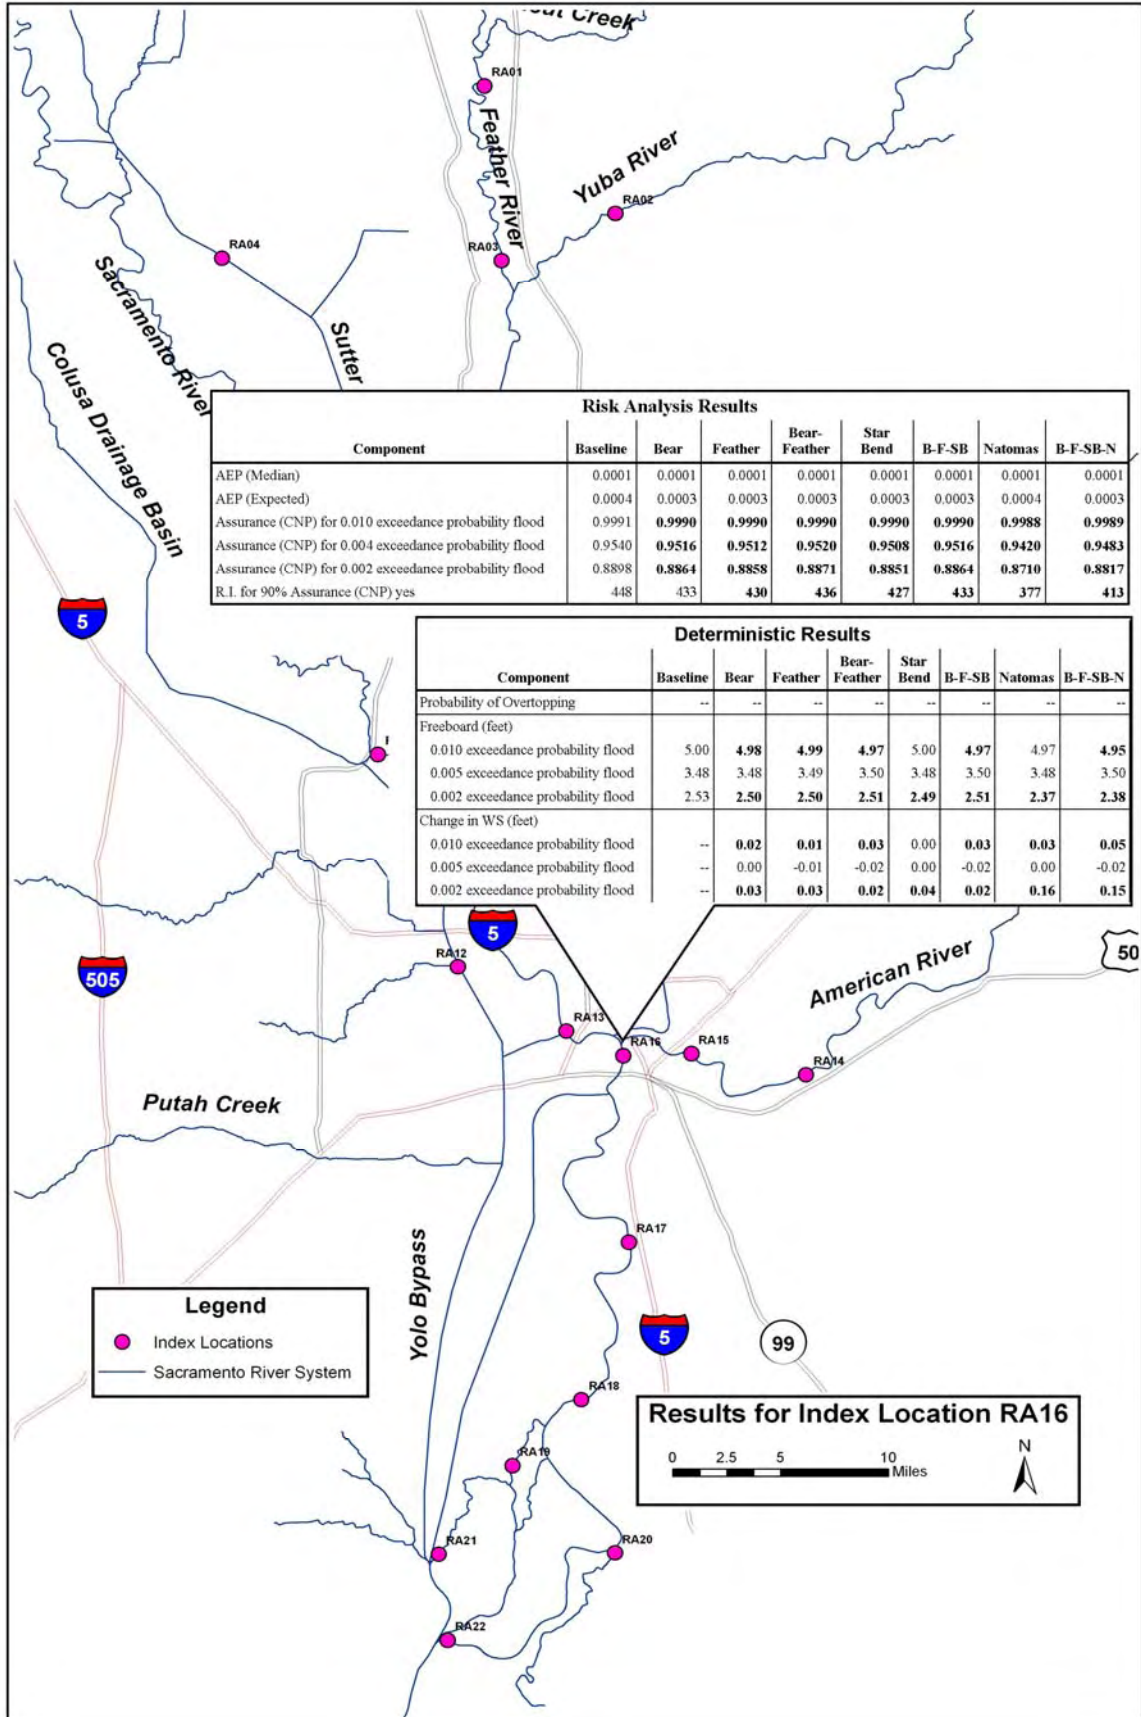 Creek
RA01
Feather River
Yuba River
RA02
RA03
RA04
Sacramento River
Sutter
Colusa Drainage Basin
Risk Analysis Results
Component Baseline Bear Feather Bear-Feather Star Bend B-F-SB Natomas B-F-SB-N
AEP (Median) 0.0001 0.0001 0.0001 0.0001 0.0001 0.0001 0.0001 0.0001
AEP (Expected) 0.0004 0.0003 0.0003 0.0003 0.0003 0.0003 0.0004 0.0003
Assurance (CNP) for 0.010 exceedance probability flood 0.9991 0.9990 0.9990 0.9990 0.9990 0.9990 0.9988 0.9989
Assurance (CNP) for 0.004 exceedance probability flood 0.9540 0.9516 0.9512 0.9520 0.9508 0.9516 0.9420 0.9483
Assurance (CNP) for 0.002 exceedance probability flood 0.8898 0.8864 0.8858 0.8871 0.8851 0.8864 0.8710 0.8817
R.I. for 90% Assurance (CNP) yes 448 433 430 436 427 433 377 413
5
Deterministic Results
Component Baseline Bear Feather Bear-Feather Star Bend B-F-SB Natomas B-F-SB-N
Probability of Overtopping -- -- -- -- -- -- -- --
Freeboard (feet)
0.010 exceedance probability flood 5.00 4.98 4.99 4.97 5.00 4.97 4.97 4.95
0.005 exceedance probability flood 3.48 3.48 3.49 3.50 3.48 3.50 3.48 3.50
0.002 exceedance probability flood 2.53 2.50 2.50 2.51 2.49 2.51 2.37 2.38
Change in WS (feet)
0.010 exceedance probability flood -- 0.02 0.01 0.03 0.00 0.03 0.03 0.05
0.005 exceedance probability flood -- 0.00 -0.01 -0.02 0.00 -0.02 0.00 -0.02
0.002 exceedance probability flood -- 0.03 0.03 0.02 0.04 0.02 0.16 0.15
5
50
505
RA12
American River
RA13
RA16
RA15
RA14
Putah Creek
RA17
Yolo Bypass
Legend
Index Locations
Sacramento River System
5
99
RA18
Results for Index Location RA16
0 2.5 5 10
Miles
N
RA19
RA21
RA20
RA22